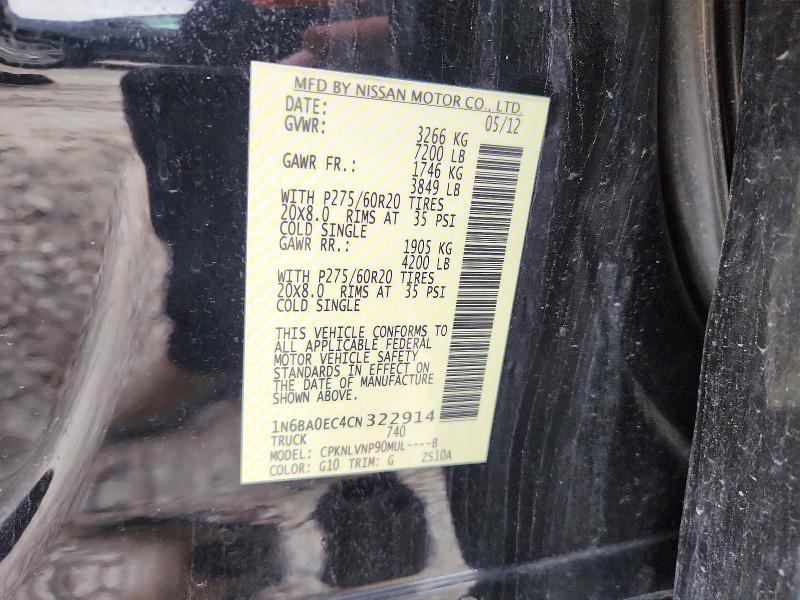 MFD BY NISSAN MOTOR CO., LTD.
DATE: 05/12
GVWR: 3266 KG
7200 LB
GAWR FR.: 1746 KG
3849 LB
WITH P275/60R20 TIRES
20X8.0 RIMS AT 35 PSI
COLD SINGLE
GAWR RR.: 1905 KG
4200 LB
WITH P275/60R20 TIRES
20X8.0 RIMS AT 35 PSI
COLD SINGLE
THIS VEHICLE CONFORMS TO
ALL APPLICABLE FEDERAL
MOTOR VEHICLE SAFETY
STANDARDS IN EFFECT ON
THE DATE OF MANUFACTURE
SHOWN ABOVE.
1N6BA0EC4CN322914
TRUCK 740
MODEL: CPKNLVNP90MUL----B
COLOR: G10 TRIM: G ZS10A